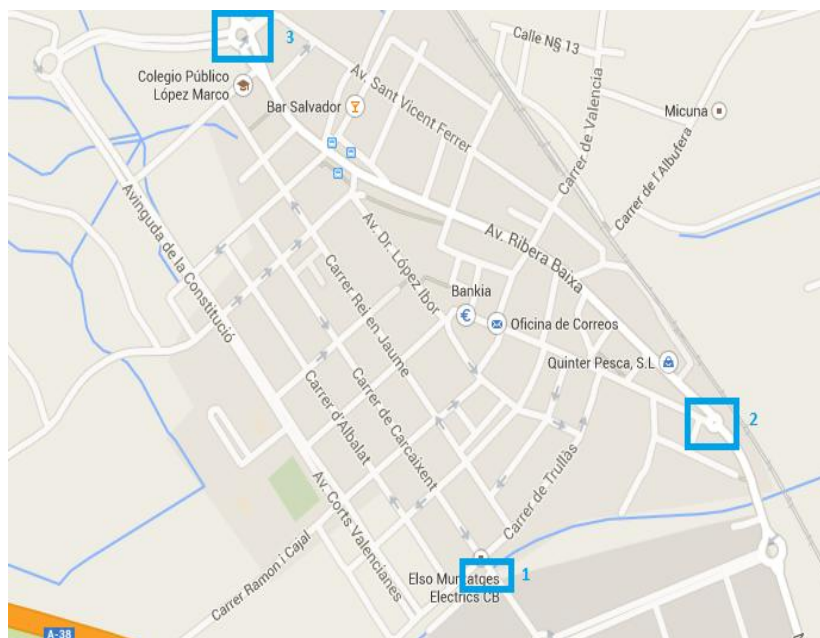 3
Calle N§ 13
Colegio Público
López Marco
Bar Salvador
Av. Sant Vicent Ferrer
Carrer de Valencia
Micuna
Carrer de l'Albufera
Avinguda de la Constitució
Av. Dr. López Ibor
Av. Ribera Baixa
Bankia
€
Oficina de Correos
Carrer Rei en Jaume
Quinter Pesca, S.L
2
Carrer d'Albalat
Carrer de Carcaixent
Carrer de Trullàs
Av. Corts Valencianes
Carrer Ramon i Cajal
Elso Muntatges
Electrics CB
1
A-38